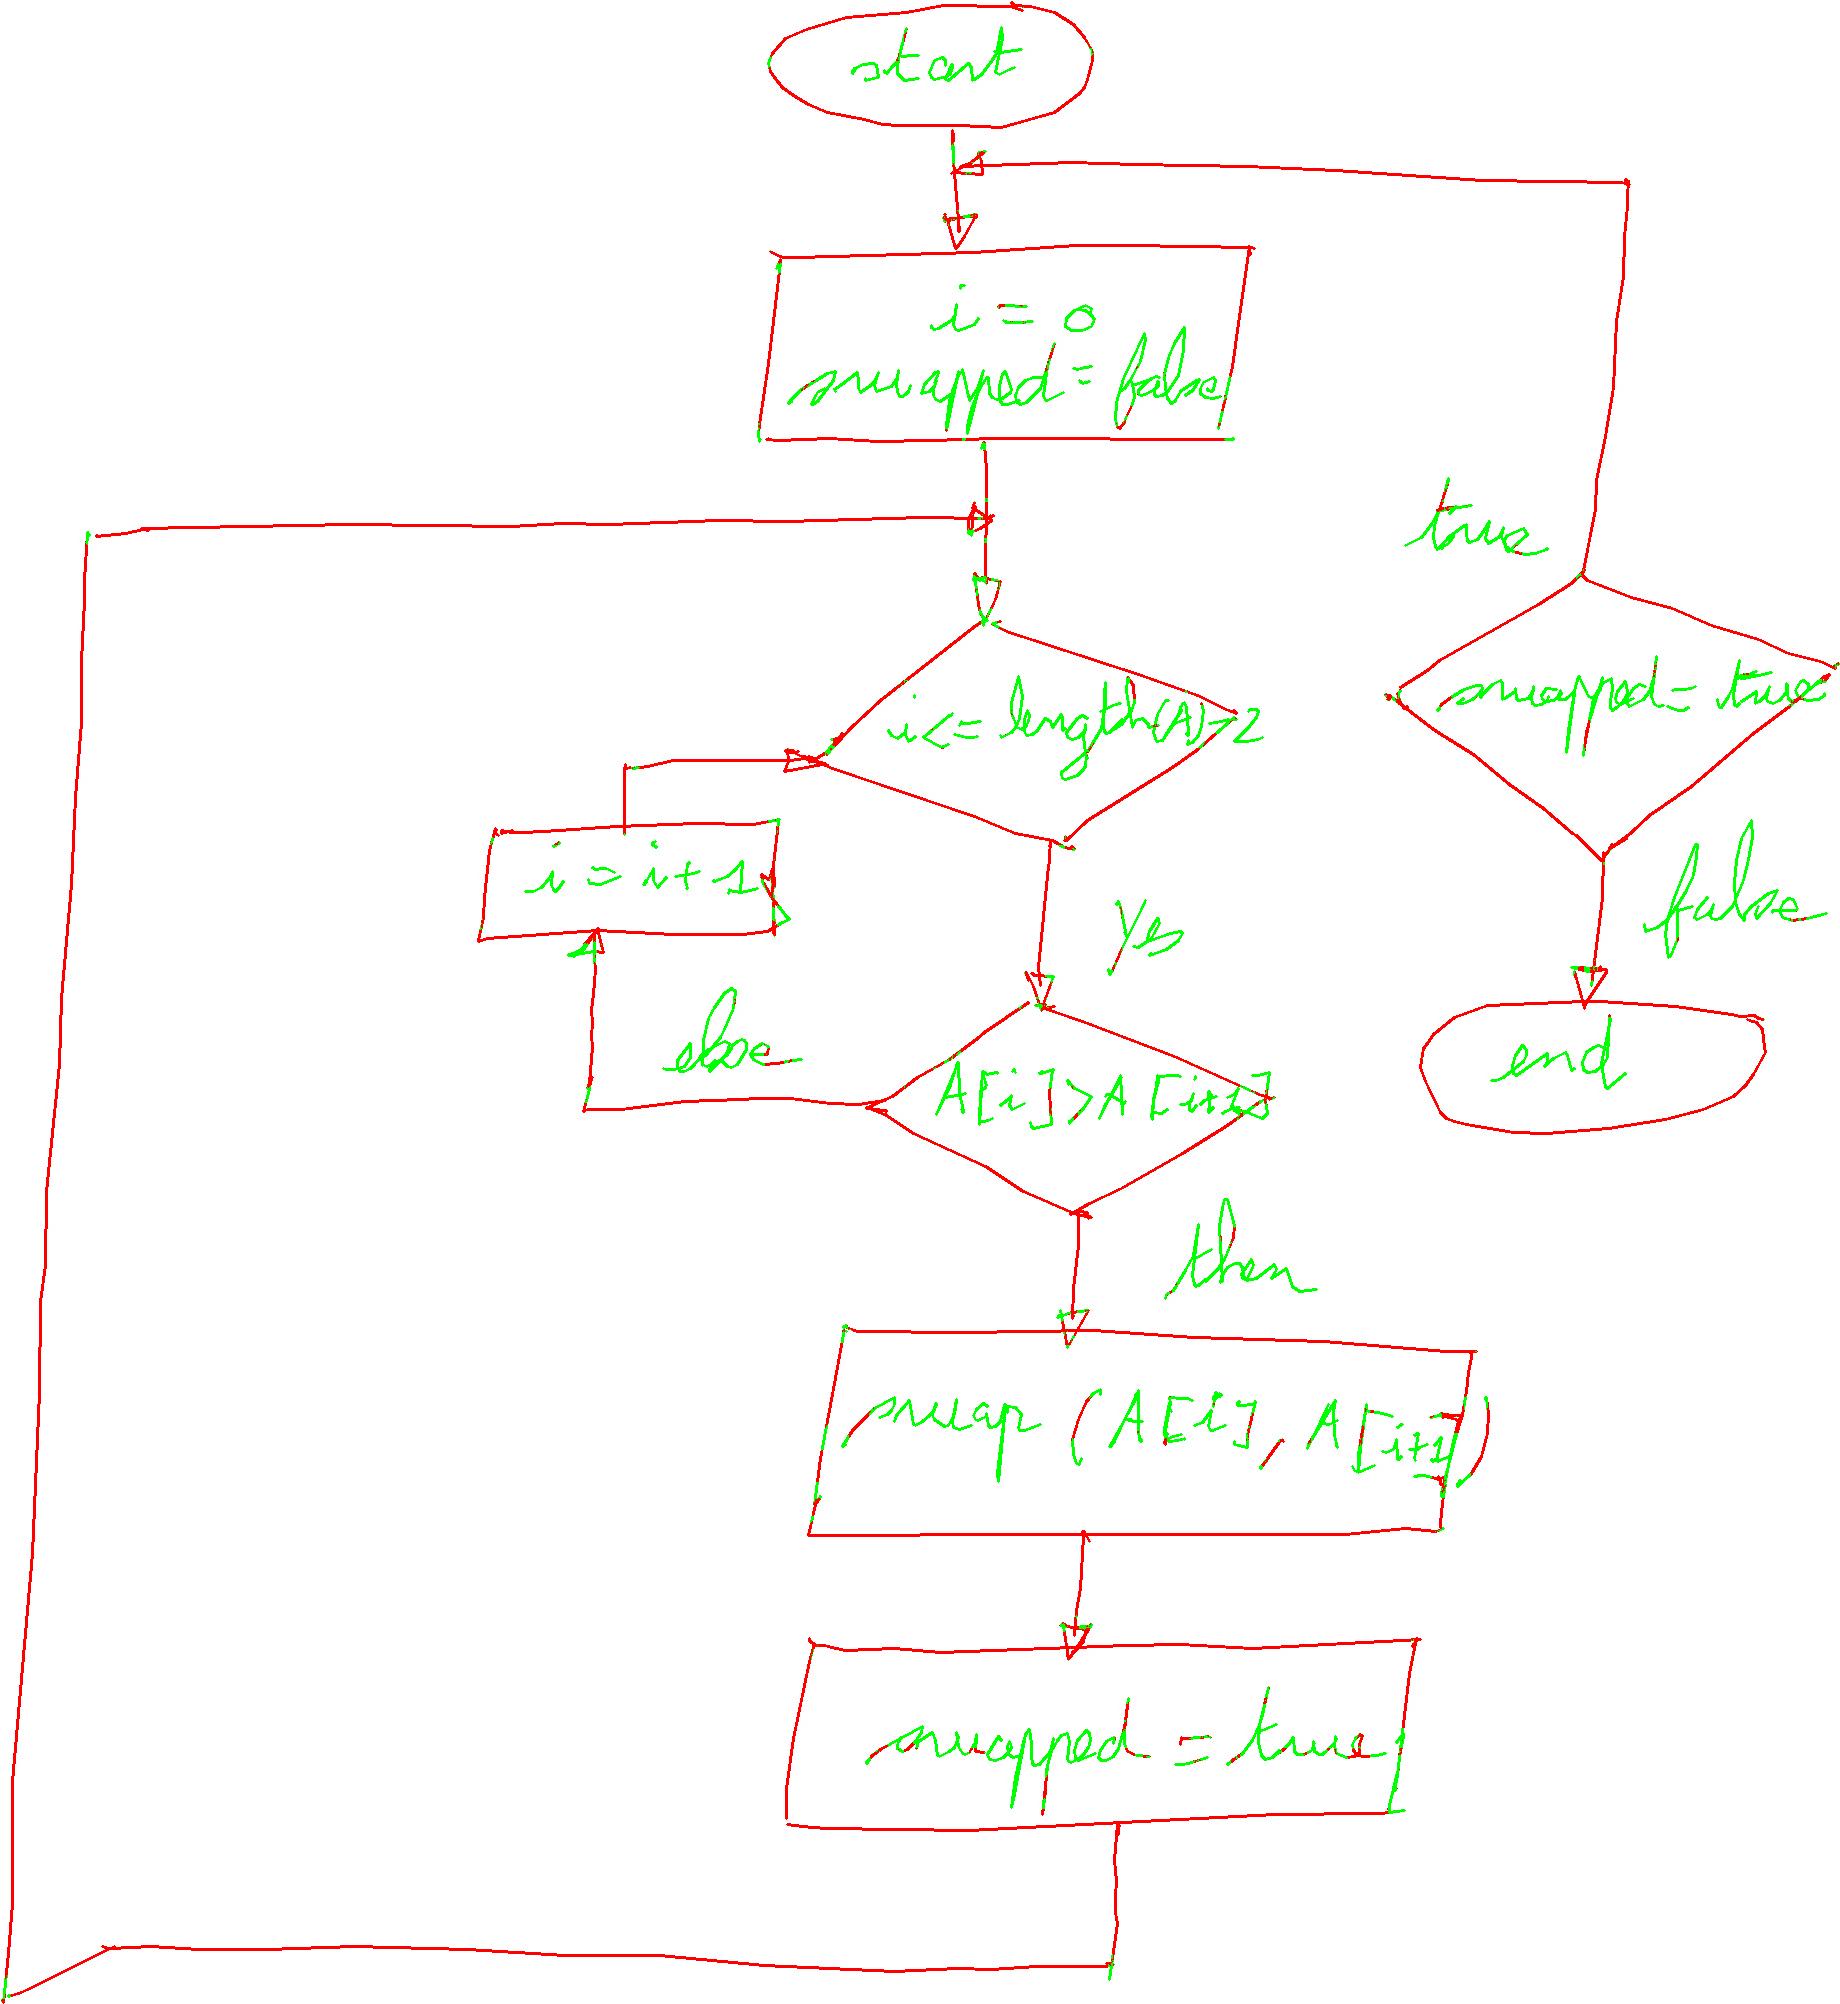 start
i = 0
swapped = false
true
i <= length(A)-2
swapped = true
i = i + 1
Yes
false
else
A[i] > A[i+1]
end
then
swap (A[i], A[i+1])
swapped = true